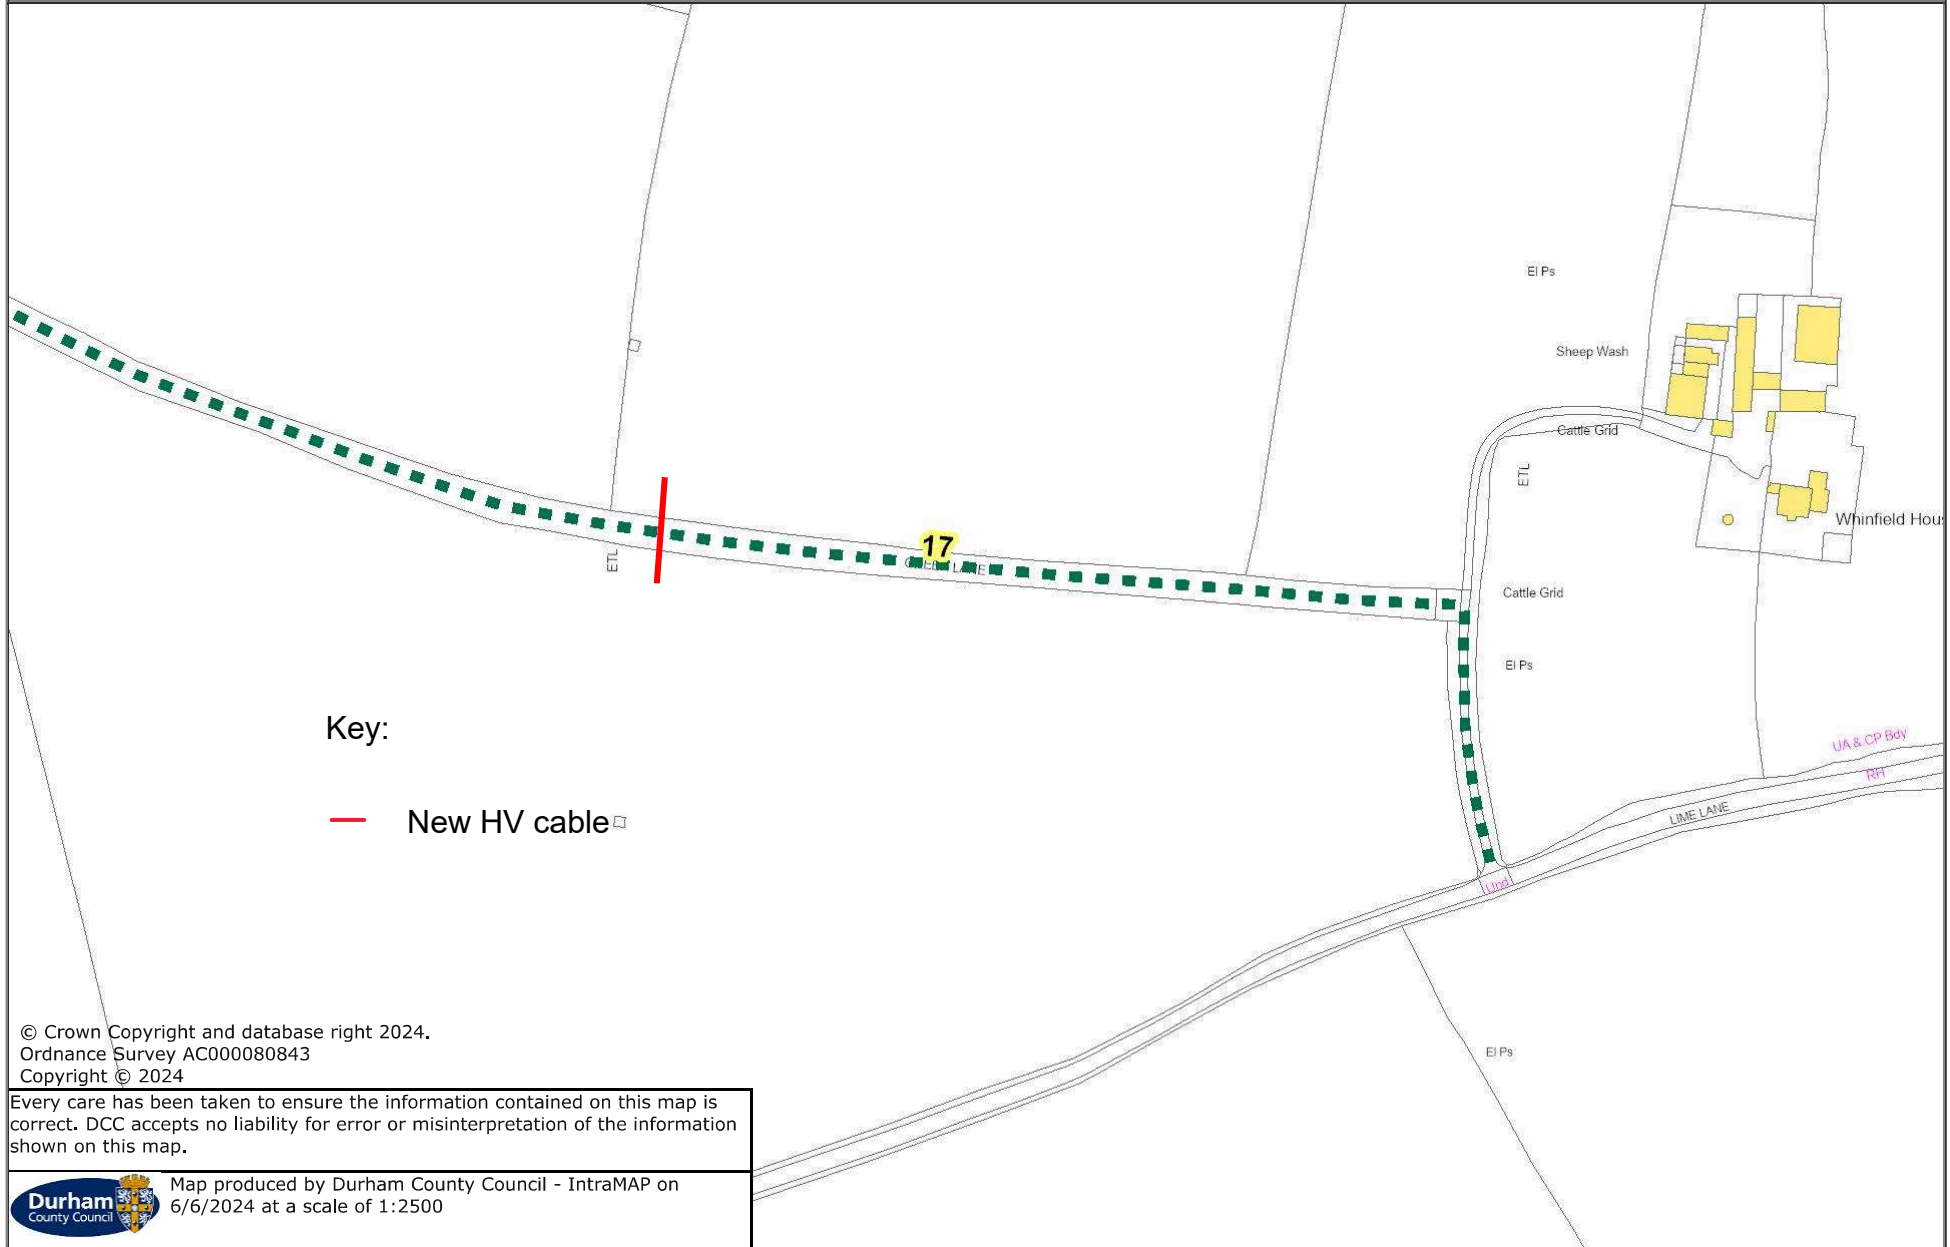 El Ps
Sheep Wash
Cattle Grid
ETL
Whinfield Hou
17
GREEN LANE
ETL
Cattle Grid
El Ps
Key:
New HV cable
UA & CP Bdy
RH
LIME LANE
Und
El Ps
© Crown Copyright and database right 2024.
Ordnance Survey AC000080843
Copyright © 2024
Every care has been taken to ensure the information contained on this map is
correct. DCC accepts no liability for error or misinterpretation of the information
shown on this map.
Durham
County Council
Map produced by Durham County Council - IntraMAP on
6/6/2024 at a scale of 1:2500